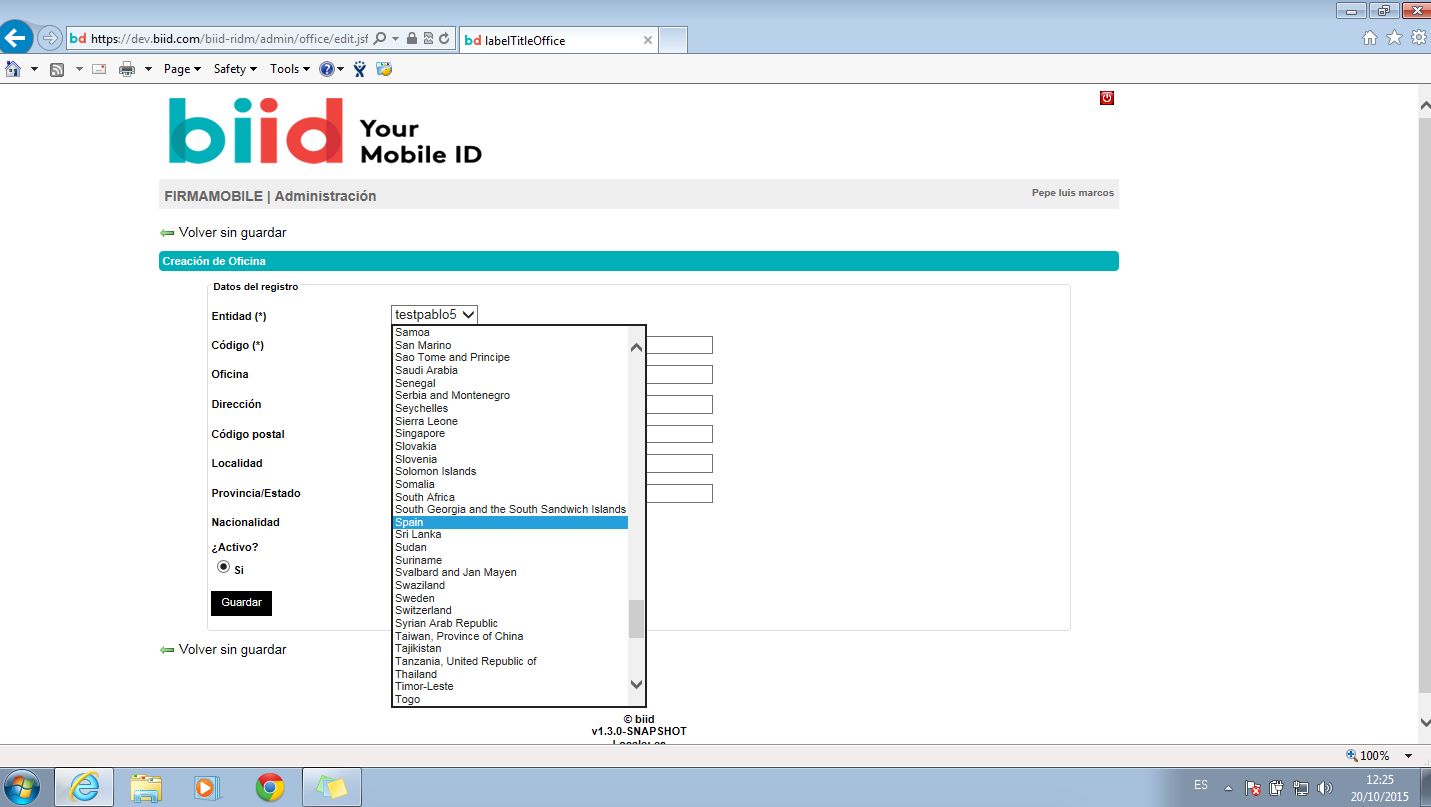 bd https://dev.biid.com/biid-ridm/admin/office/edit.jsf
bd labelTitleOffice
Page Safety Tools
biid Your
Mobile ID
FIRMAMOBILE | Administración
Pepe luis marcos
Volver sin guardar
Creación de Oficina
Datos del registro
Entidad (*)
testpablo5
Código (*)
Oficina
Dirección
Código postal
Localidad
Provincia/Estado
Nacionalidad
¿Activo?
Si
Guardar
Samoa
San Marino
Sao Tome and Principe
Saudi Arabia
Senegal
Serbia and Montenegro
Seychelles
Sierra Leone
Singapore
Slovakia
Slovenia
Solomon Islands
Somalia
South Africa
South Georgia and the South Sandwich Islands
Spain
Sri Lanka
Sudan
Suriname
Svalbard and Jan Mayen
Swaziland
Sweden
Switzerland
Syrian Arab Republic
Taiwan, Province of China
Tajikistan
Tanzania, United Republic of
Thailand
Timor-Leste
Togo
Volver sin guardar
© biid
v1.3.0-SNAPSHOT
100%
ES
12:25
20/10/2015